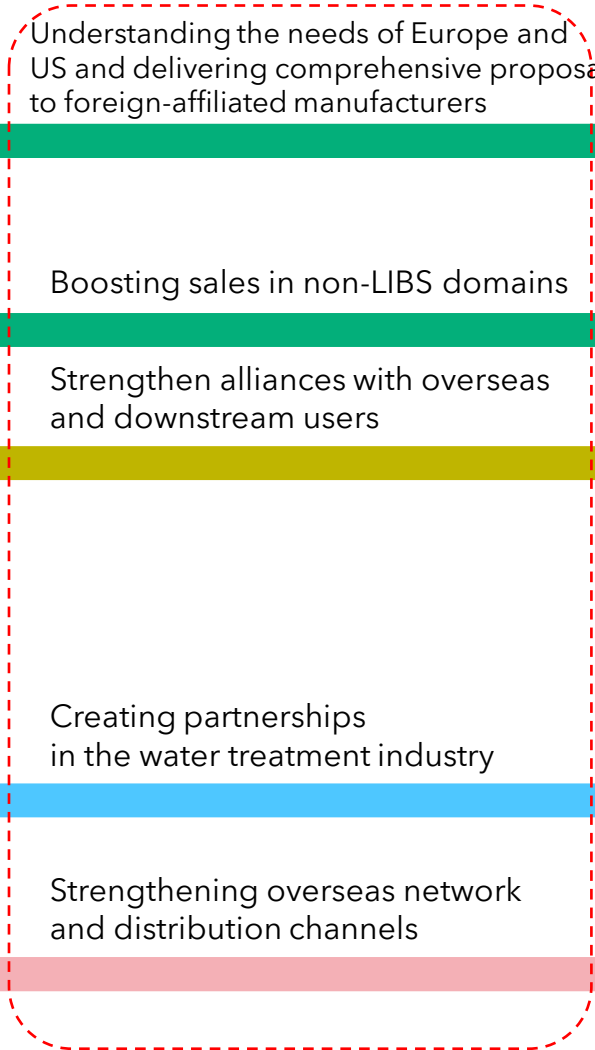 Understanding the needs of Europe and
US and delivering comprehensive
to foreign-affiliated manufacturers
Boosting sales in non-LIBS domains
Strengthen alliances with overseas
and downstream users
Creating partnerships
in the water treatment industry
Strengthening overseas network
and distribution channels